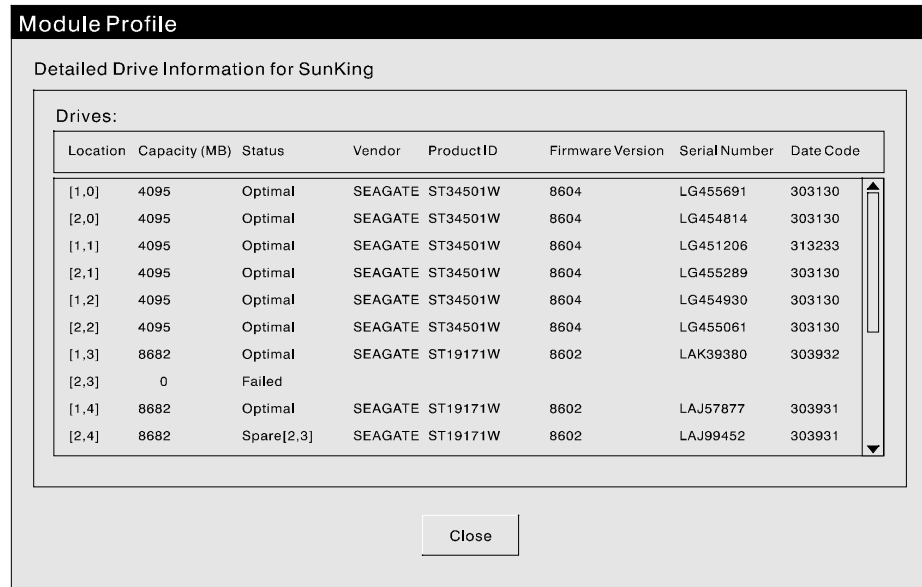 Module Profile
Detailed Drive Information for SunKing
Drives:
Location Capacity (MB) Status Vendor Product ID Firmware Version Serial Number Date Code
[1,0] 4095 Optimal SEAGATE ST34501W 8604 LG455691 303130
[2,0] 4095 Optimal SEAGATE ST34501W 8604 LG454814 303130
[1,1] 4095 Optimal SEAGATE ST34501W 8604 LG451206 313233
[2,1] 4095 Optimal SEAGATE ST34501W 8604 LG455289 303130
[1,2] 4095 Optimal SEAGATE ST34501W 8604 LG454930 303130
[2,2] 4095 Optimal SEAGATE ST34501W 8604 LG455061 303130
[1,3] 8682 Optimal SEAGATE ST19171W 8602 LAK39380 303932
[2,3] 0 Failed
[1,4] 8682 Optimal SEAGATE ST19171W 8602 LAJ57877 303931
[2,4] 8682 Spare[2,3] SEAGATE ST19171W 8602 LAJ99452 303931
Close